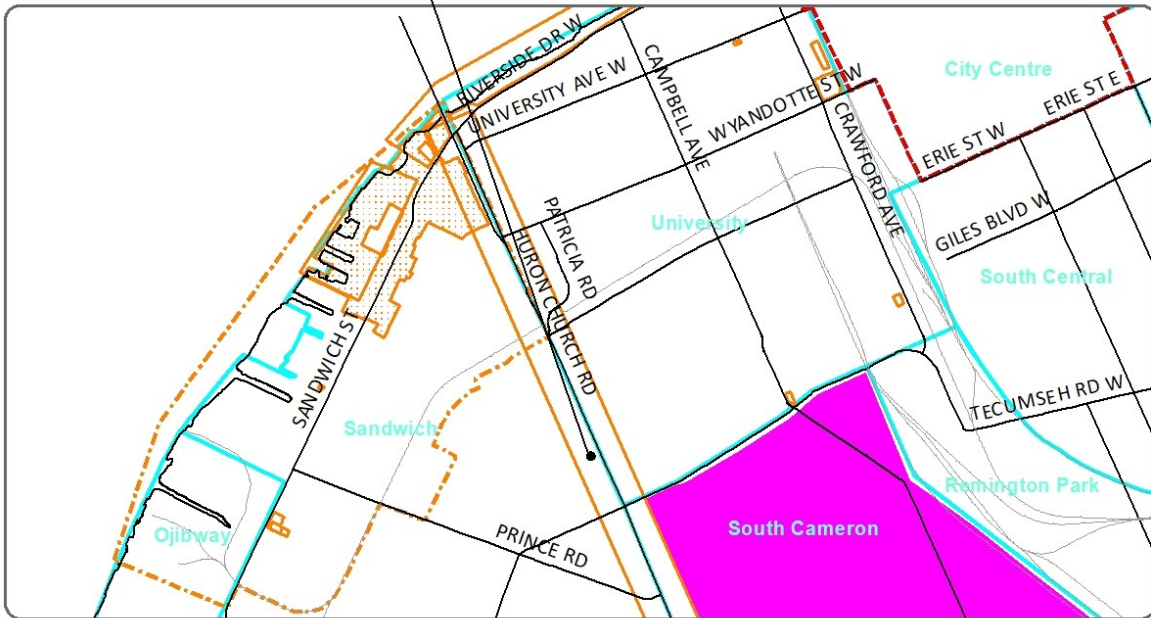 RIVERSIDE DR W
UNIVERSITY AVE W
CAMPBELL AVE
WYANDOTTE ST W
City Centre
ERIE ST E
ERIE ST W
CRAWFORD AVE
PATRICIA RD
University
GILES BLVD W
HURON CHURCH RD
South Central
SANDWICH ST
TECUMSEH RD W
Sandwich
Remington Park
South Cameron
Ojibway
PRINCE RD